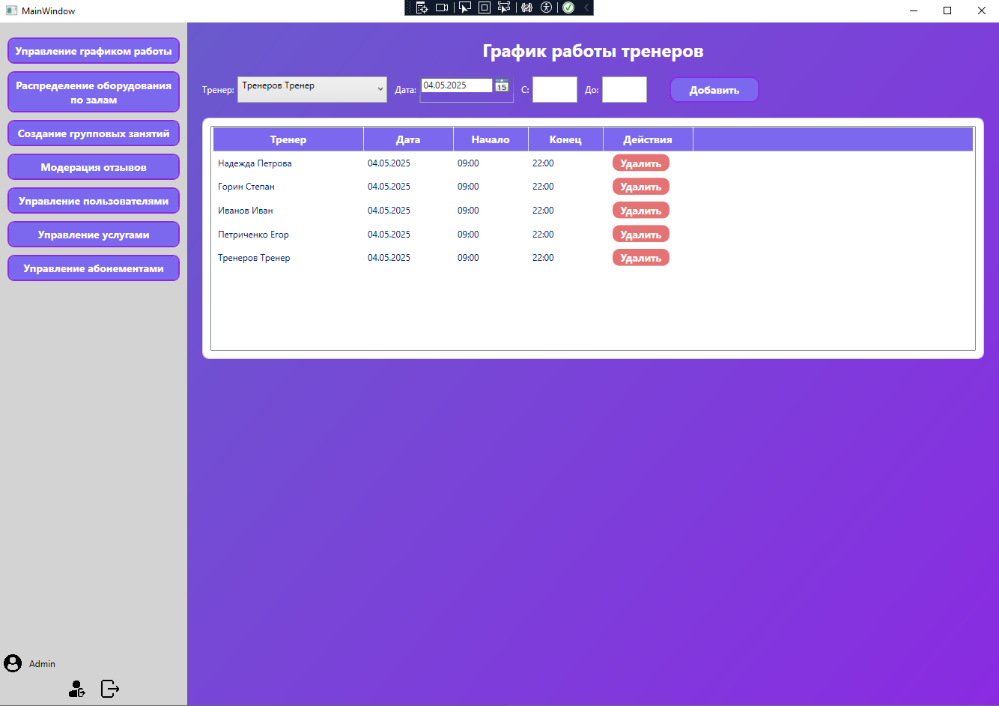 MainWindow
Управление графиком работы
Распределение оборудования
по залам
Создание групповых занятий
Модерация отзывов
Управление пользователями
Управление услугами
Управление абонементами
Admin
График работы тренеров
Тренер: Тренеров Тренер Дата: 04.05.2025 15 С: До: Добавить
Тренер Дата Начало Конец Действия
Надежда Петрова 04.05.2025 09:00 22:00 Удалить
Горин Степан 04.05.2025 09:00 22:00 Удалить
Иванов Иван 04.05.2025 09:00 22:00 Удалить
Петриченко Егор 04.05.2025 09:00 22:00 Удалить
Тренеров Тренер 04.05.2025 09:00 22:00 Удалить